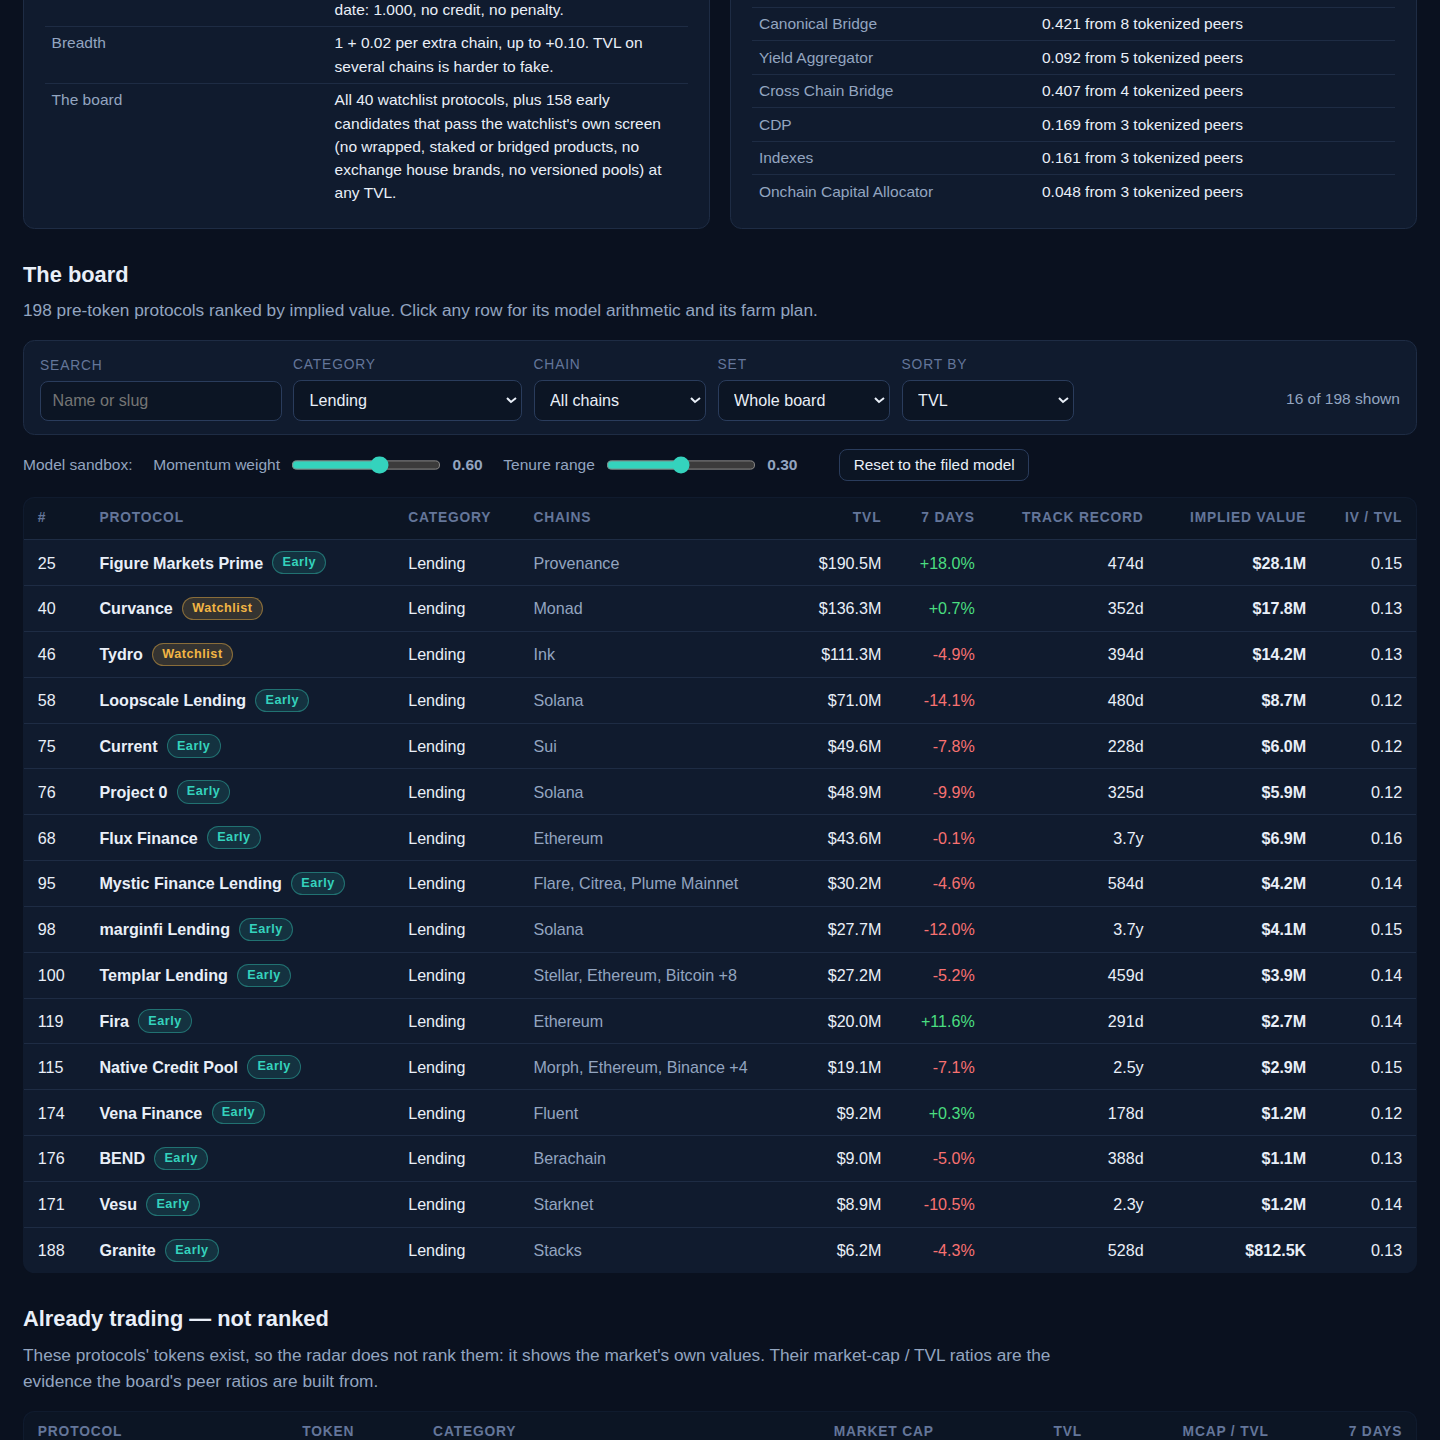 date: 1.000, no credit, no penalty.
Breadth 1 + 0.02 per extra chain, up to +0.10. TVL on
several chains is harder to fake.
The board All 40 watchlist protocols, plus 158 early
candidates that pass the watchlist's own screen
(no wrapped, staked or bridged products, no
exchange house brands, no versioned pools) at
any TVL.
Canonical Bridge 0.421 from 8 tokenized peers
Yield Aggregator 0.092 from 5 tokenized peers
Cross Chain Bridge 0.407 from 4 tokenized peers
CDP 0.169 from 3 tokenized peers
Indexes 0.161 from 3 tokenized peers
Onchain Capital Allocator 0.048 from 3 tokenized peers
The board
198 pre-token protocols ranked by implied value. Click any row for its model arithmetic and its farm plan.
SEARCH CATEGORY CHAIN SET SORT BY
Name or slug Lending All chains Whole board TVL 16 of 198 shown
Model sandbox: Momentum weight 0.60 Tenure range 0.30 Reset to the filed model
# PROTOCOL CATEGORY CHAINS TVL 7 DAYS TRACK RECORD IMPLIED VALUE IV / TVL
25 Figure Markets Prime Early Lending Provenance $190.5M +18.0% 474d $28.1M 0.15
40 Curvance Watchlist Lending Monad $136.3M +0.7% 352d $17.8M 0.13
46 Tydro Watchlist Lending Ink $111.3M -4.9% 394d $14.2M 0.13
58 Loopscale Lending Early Lending Solana $71.0M -14.1% 480d $8.7M 0.12
75 Current Early Lending Sui $49.6M -7.8% 228d $6.0M 0.12
76 Project 0 Early Lending Solana $48.9M -9.9% 325d $5.9M 0.12
68 Flux Finance Early Lending Ethereum $43.6M -0.1% 3.7y $6.9M 0.16
95 Mystic Finance Lending Early Lending Flare, Citrea, Plume Mainnet $30.2M -4.6% 584d $4.2M 0.14
98 marginfi Lending Early Lending Solana $27.7M -12.0% 3.7y $4.1M 0.15
100 Templar Lending Early Lending Stellar, Ethereum, Bitcoin +8 $27.2M -5.2% 459d $3.9M 0.14
119 Fira Early Lending Ethereum $20.0M +11.6% 291d $2.7M 0.14
115 Native Credit Pool Early Lending Morph, Ethereum, Binance +4 $19.1M -7.1% 2.5y $2.9M 0.15
174 Vena Finance Early Lending Fluent $9.2M +0.3% 178d $1.2M 0.12
176 BEND Early Lending Berachain $9.0M -5.0% 388d $1.1M 0.13
171 Vesu Early Lending Starknet $8.9M -10.5% 2.3y $1.2M 0.14
188 Granite Early Lending Stacks $6.2M -4.3% 528d $812.5K 0.13
Already trading — not ranked
These protocols' tokens exist, so the radar does not rank them: it shows the market's own values. Their market-cap / TVL ratios are the
evidence the board's peer ratios are built from.
PROTOCOL TOKEN CATEGORY MARKET CAP TVL MCAP / TVL 7 DAYS